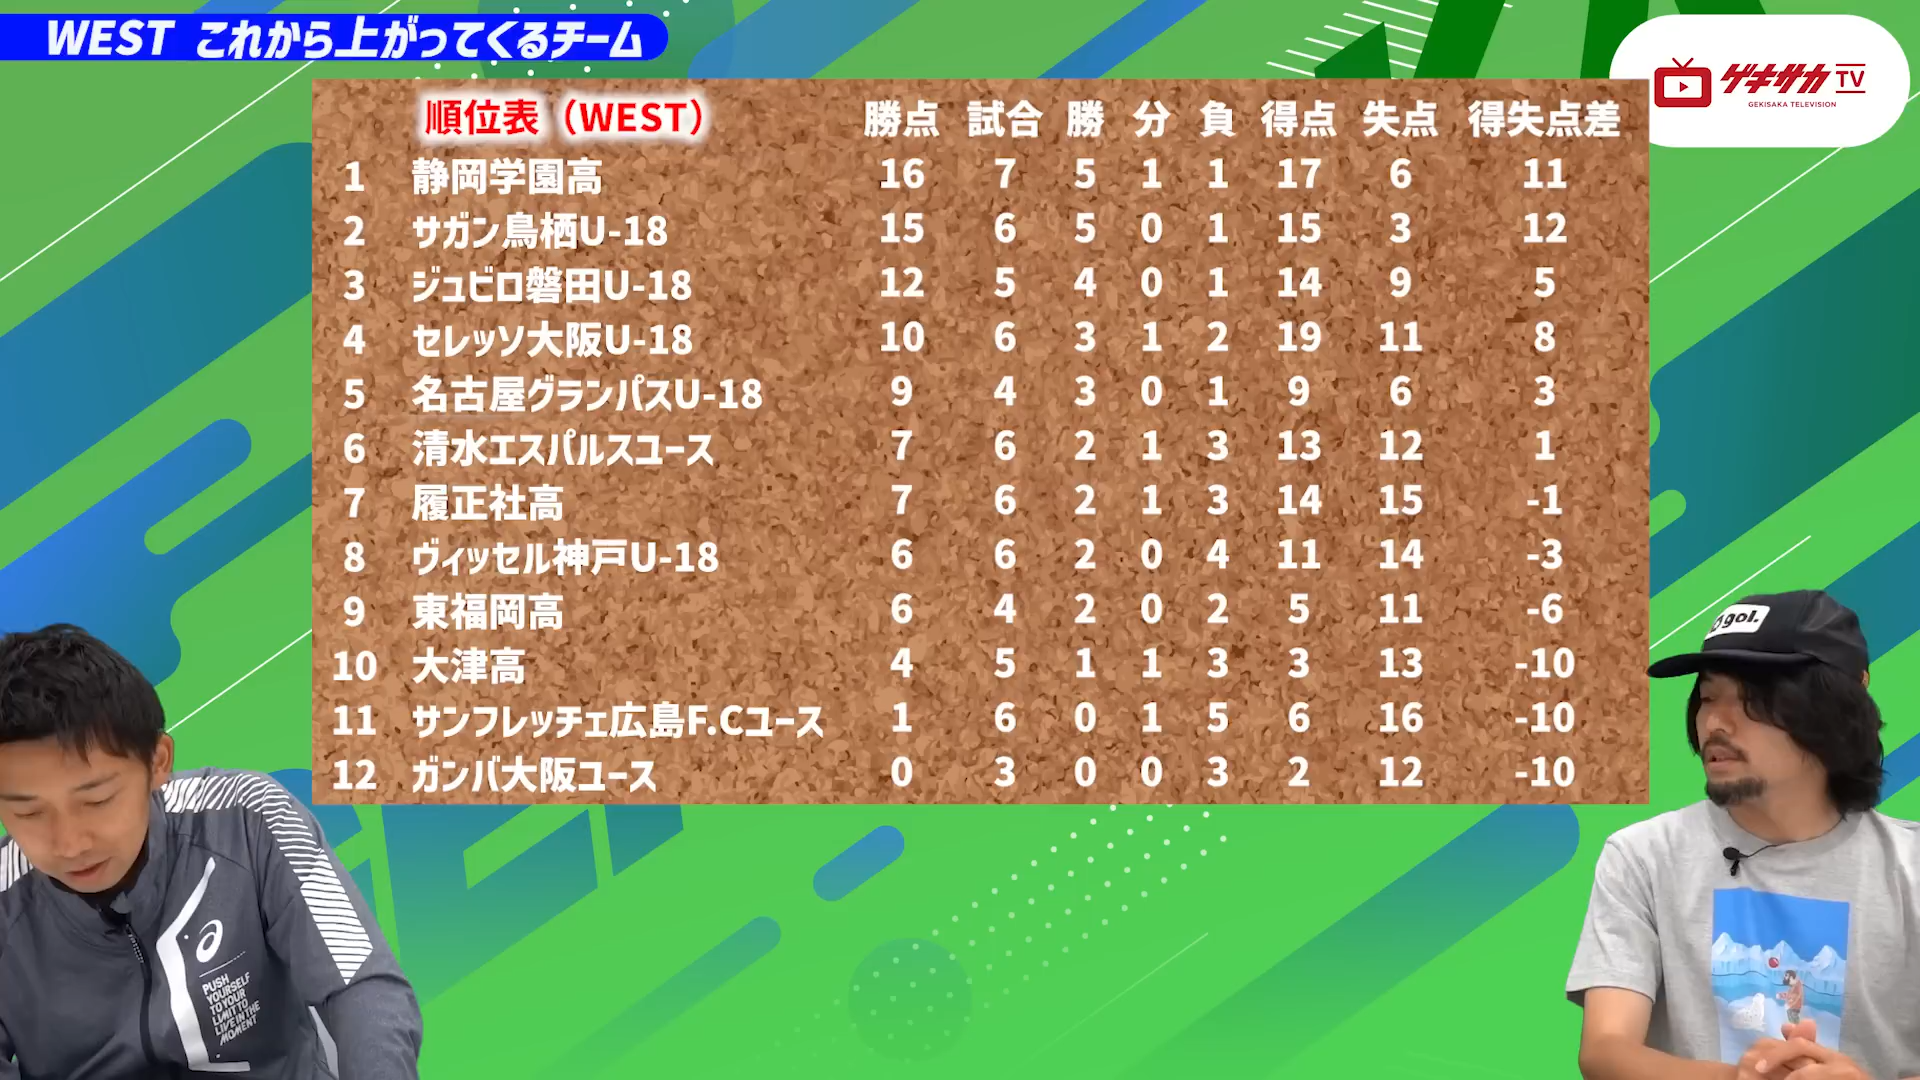 WEST これから上がってくるチーム
ゲキサカTV
GEKISAKA TELEVISION
順位表（WEST） 勝点 試合 勝 分 負 得点 失点 得失点差
1 静岡学園高 16 7 5 1 1 17 6 11
2 サガン鳥栖U-18 15 6 5 0 1 15 3 12
3 ジュビロ磐田U-18 12 5 4 0 1 14 9 5
4 セレッソ大阪U-18 10 6 3 1 2 19 11 8
5 名古屋グランパスU-18 9 4 3 0 1 9 6 3
6 清水エスパルスユース 7 6 2 1 3 13 12 1
7 履正社高 7 6 2 1 3 14 15 -1
8 ヴィッセル神戸U-18 6 6 2 0 4 11 14 -3
9 東福岡高 6 4 2 0 2 5 11 -6
10 大津高 4 5 1 1 3 3 13 -10
11 サンフレッチェ広島F.Cユース 1 6 0 1 5 6 16 -10
12 ガンバ大阪ユース 0 3 0 0 3 2 12 -10
gol.
PUSH
YOURSELF
TO YOUR
LIMIT TO
LIVE IN THE
MOMENT